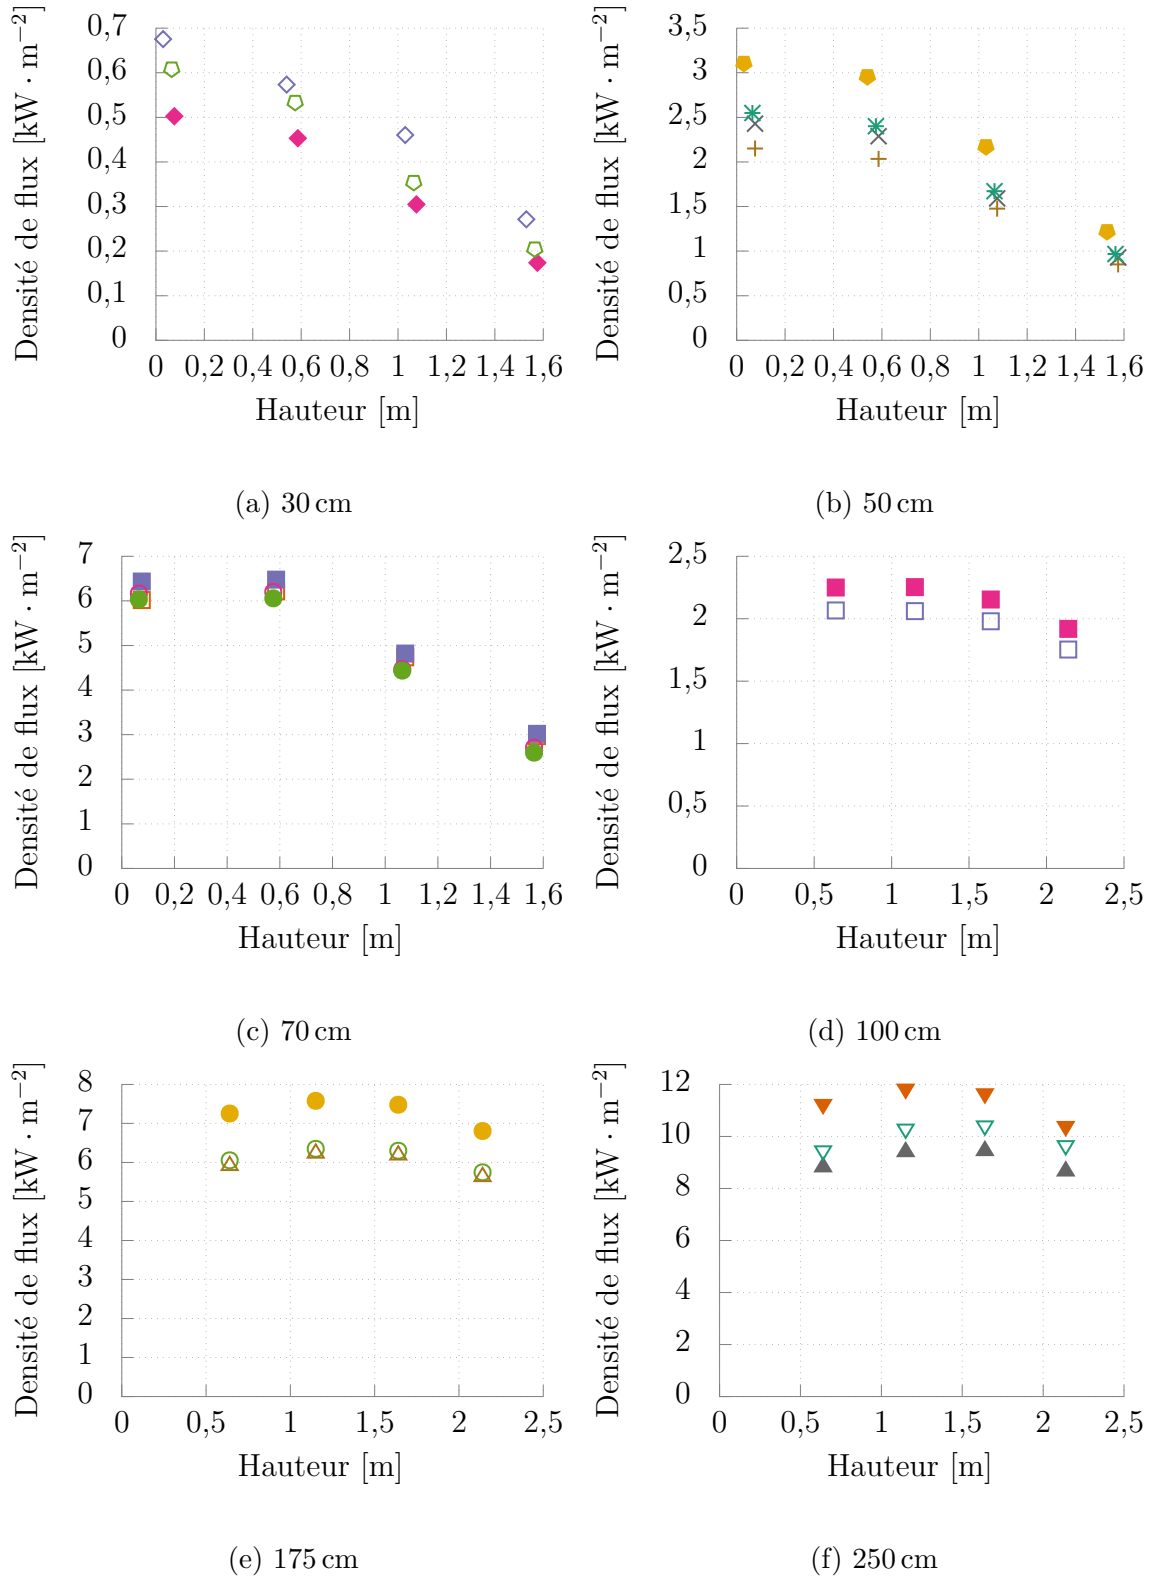 Densité de flux [kW · m⁻²]
0,7
0,6
0,5
0,4
0,3
0,2
0,1
0
0 0,2 0,4 0,6 0,8 1 1,2 1,4 1,6
Hauteur [m]
(a) 30 cm
Densité de flux [kW · m⁻²]
3,5
3
2,5
2
1,5
1
0,5
0
0 0,2 0,4 0,6 0,8 1 1,2 1,4 1,6
Hauteur [m]
(b) 50 cm
Densité de flux [kW · m⁻²]
7
6
5
4
3
2
1
0
0 0,2 0,4 0,6 0,8 1 1,2 1,4 1,6
Hauteur [m]
(c) 70 cm
Densité de flux [kW · m⁻²]
2,5
2
1,5
1
0,5
0
0 0,5 1 1,5 2 2,5
Hauteur [m]
(d) 100 cm
Densité de flux [kW · m⁻²]
8
7
6
5
4
3
2
1
0
0 0,5 1 1,5 2 2,5
Hauteur [m]
(e) 175 cm
Densité de flux [kW · m⁻²]
12
10
8
6
4
2
0
0 0,5 1 1,5 2 2,5
Hauteur [m]
(f) 250 cm